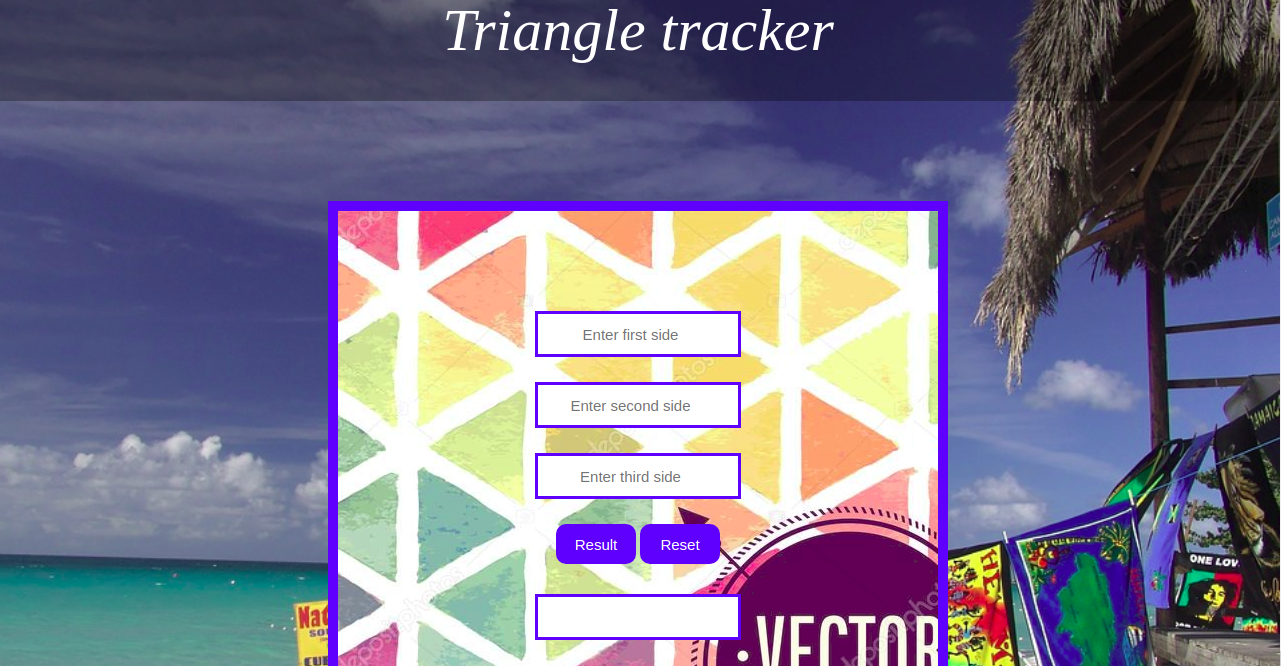 Triangle tracker
Enter first side
Enter second side
Enter third side
Result Reset
VECTOR
ONE LOV